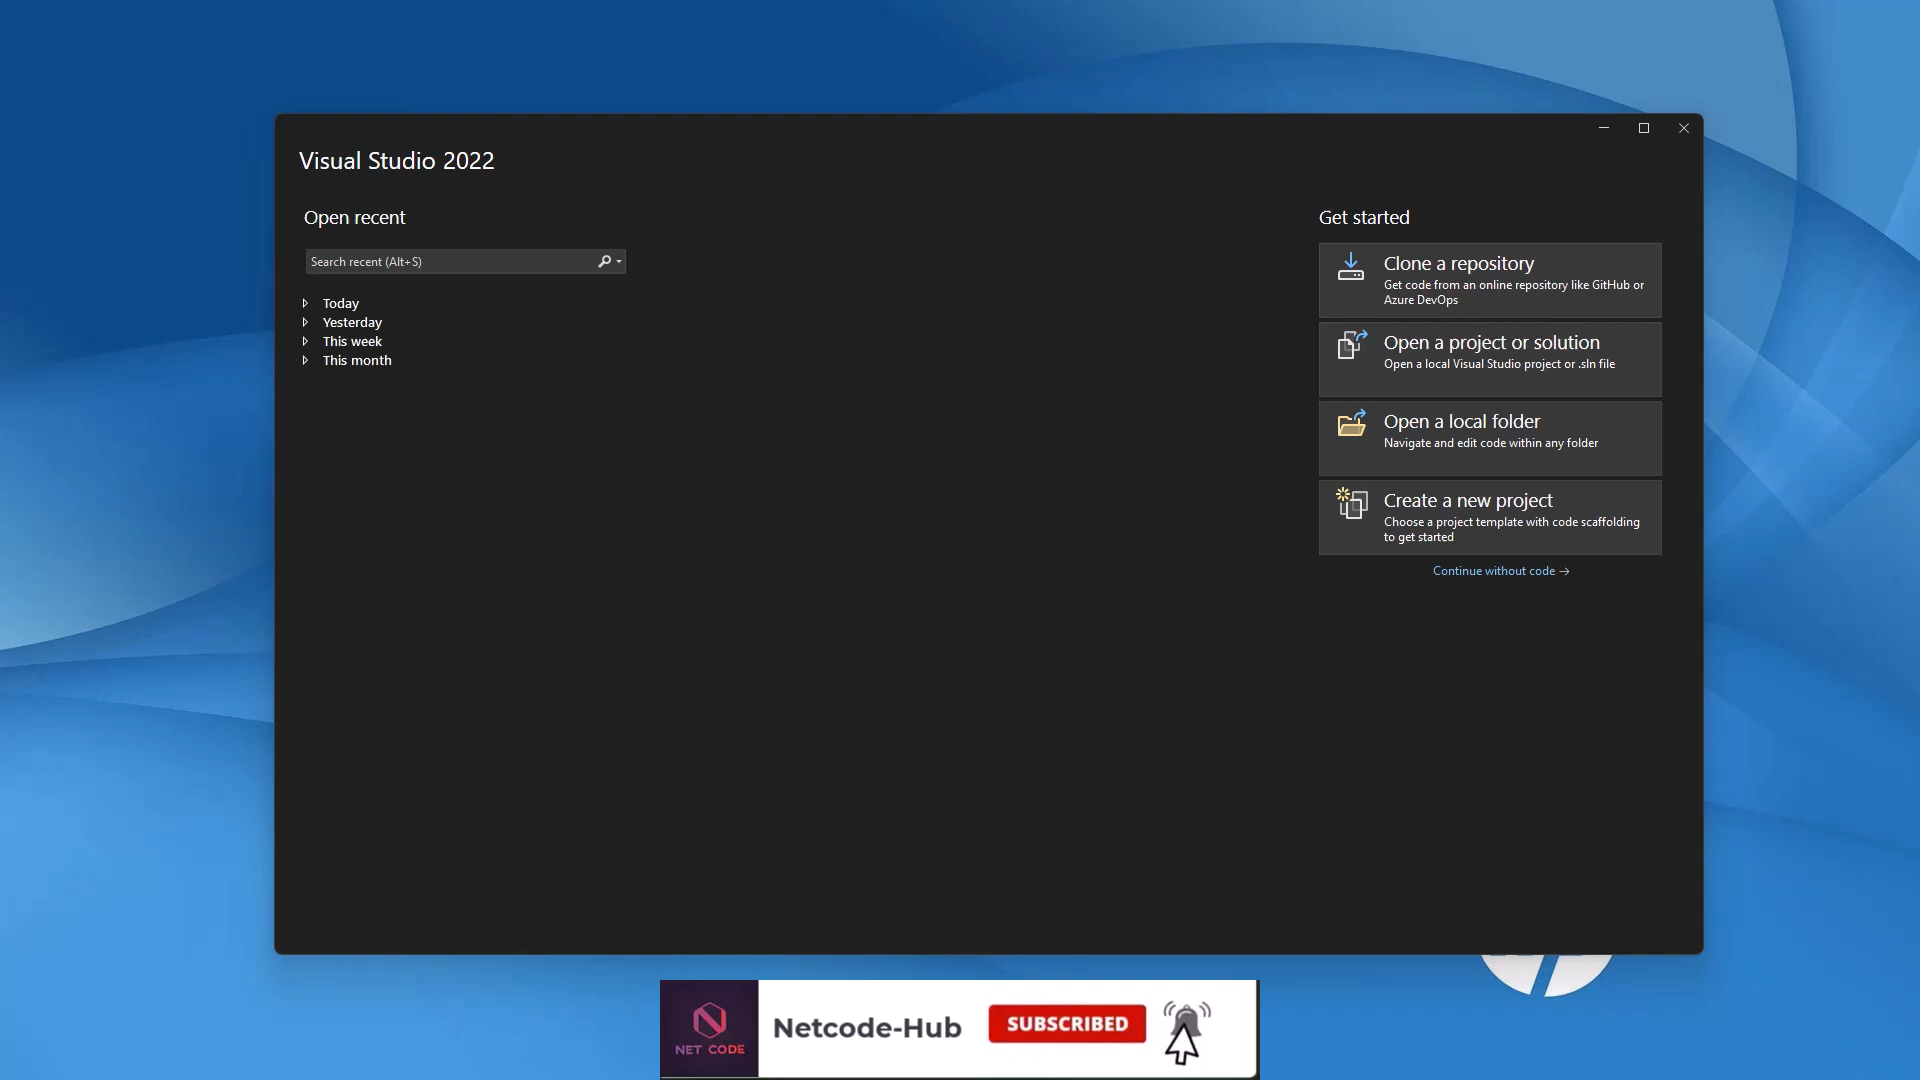 Visual Studio 2022
Open recent
Search recent (Alt+S)
Today
Yesterday
This week
This month
Get started
Clone a repository
Get code from an online repository like GitHub or
Azure DevOps
Open a project or solution
Open a local Visual Studio project or .sln file
Open a local folder
Navigate and edit code within any folder
Create a new project
Choose a project template with code scaffolding
to get started
Continue without code →
NET CODE
Netcode-Hub
SUBSCRIBED